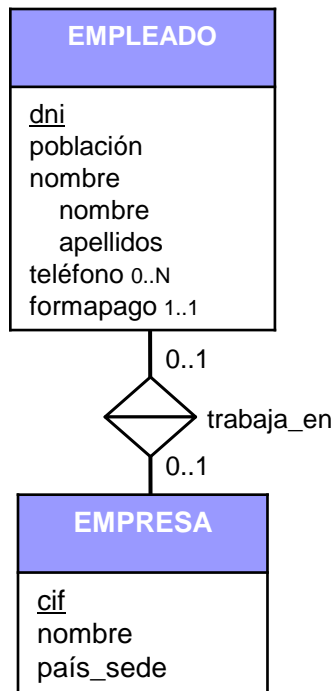 EMPLEADO
dni
población
nombre
nombre
apellidos
teléfono 0..N
formapago 1..1
0..1
trabaja_en
0..1
EMPRESA
cif
nombre
país_sede